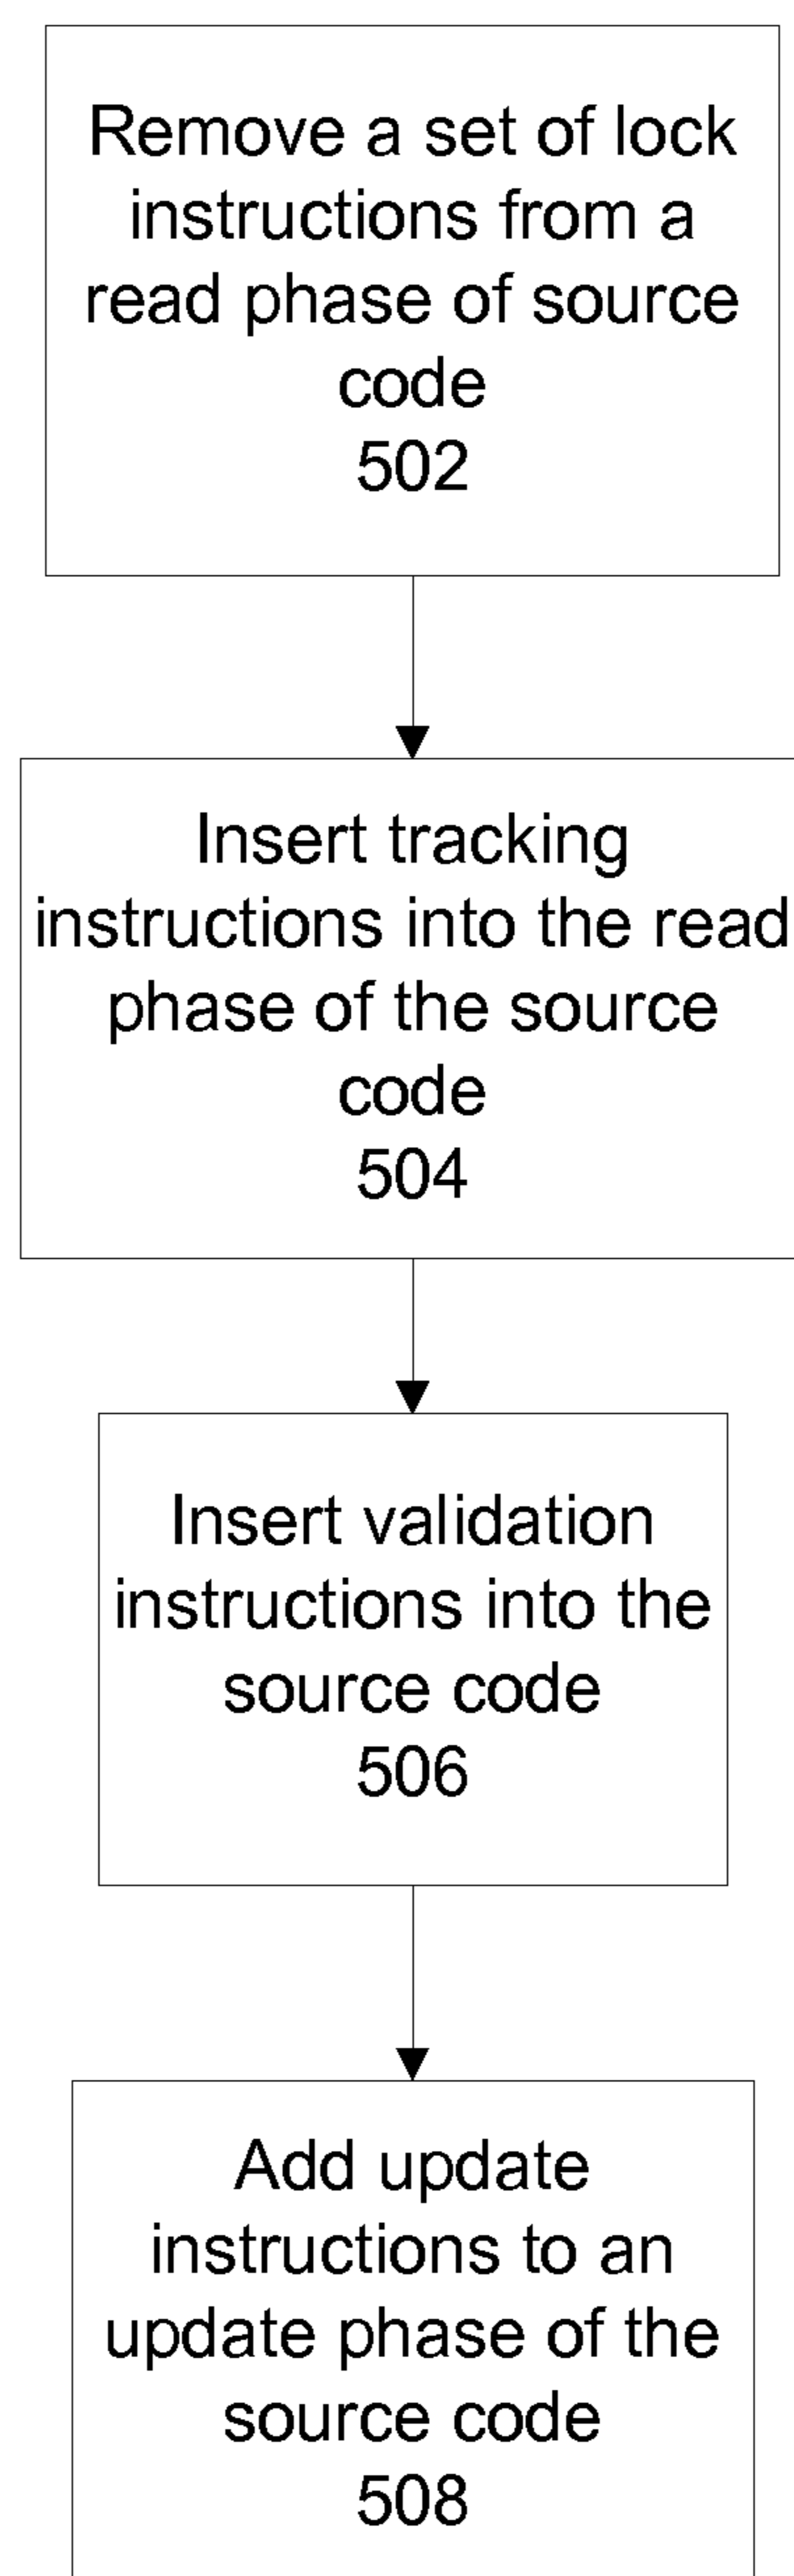 Remove a set of lock
instructions from a
read phase of source
code
502
Insert tracking
instructions into the read
phase of the source
code
504
Insert validation
instructions into the
source code
506
Add update
instructions to an
update phase of the
source code
508